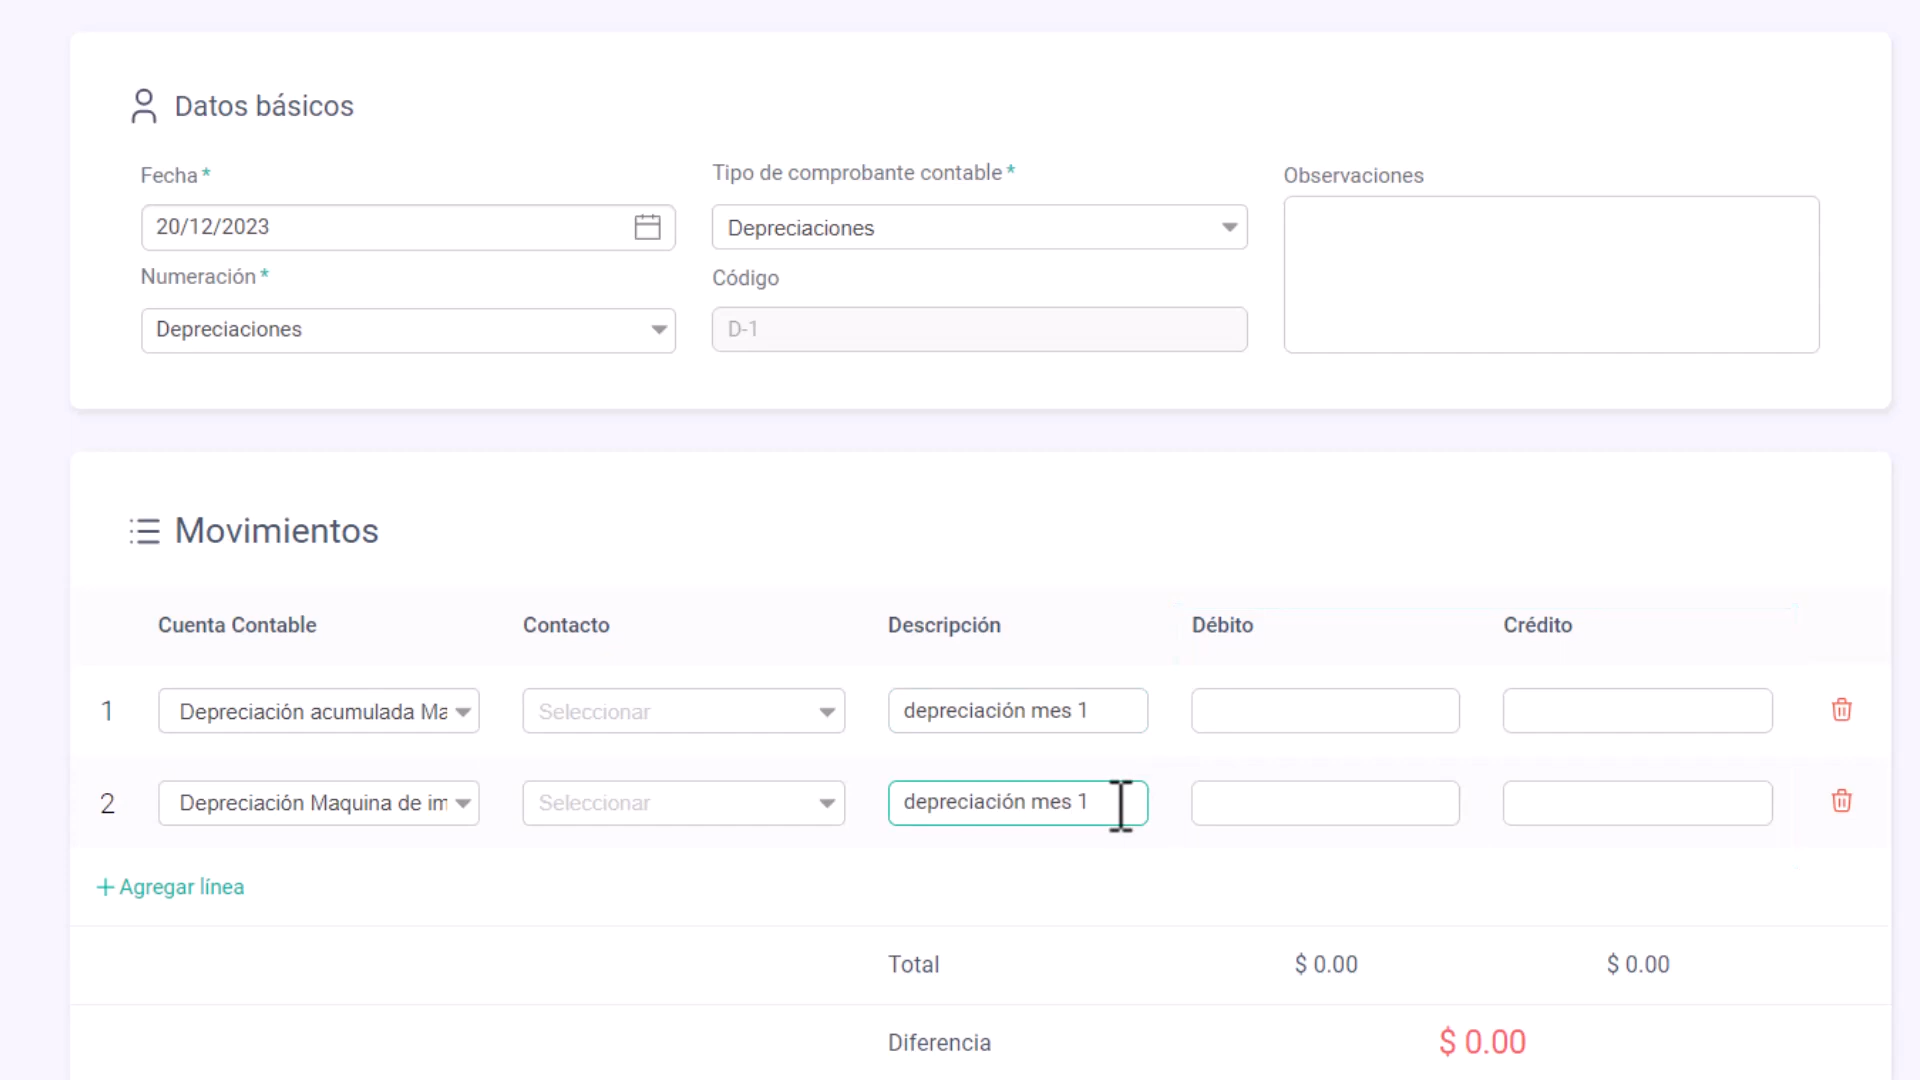 Datos básicos
Fecha *
Tipo de comprobante contable *
Observaciones
20/12/2023
Depreciaciones
Numeración *
Código
Depreciaciones
D-1
Movimientos
Cuenta Contable Contacto Descripción Débito Crédito
1 Depreciación acumulada Ma Seleccionar depreciación mes 1
2 Depreciación Maquina de im Seleccionar depreciación mes 1
+ Agregar línea
Total $ 0.00 $ 0.00
Diferencia $ 0.00